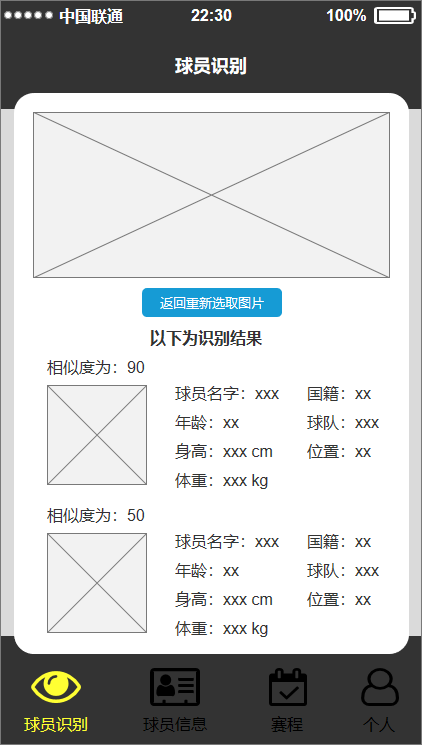 中国联通 22:30 100%
球员识别
返回重新选取图片
以下为识别结果
相似度为：90
球员名字：xxx 国籍：xx
年龄：xx 球队：xxx
身高：xxx cm 位置：xx
体重：xxx kg
相似度为：50
球员名字：xxx 国籍：xx
年龄：xx 球队：xxx
身高：xxx cm 位置：xx
体重：xxx kg
球员识别 球员信息 赛程 个人